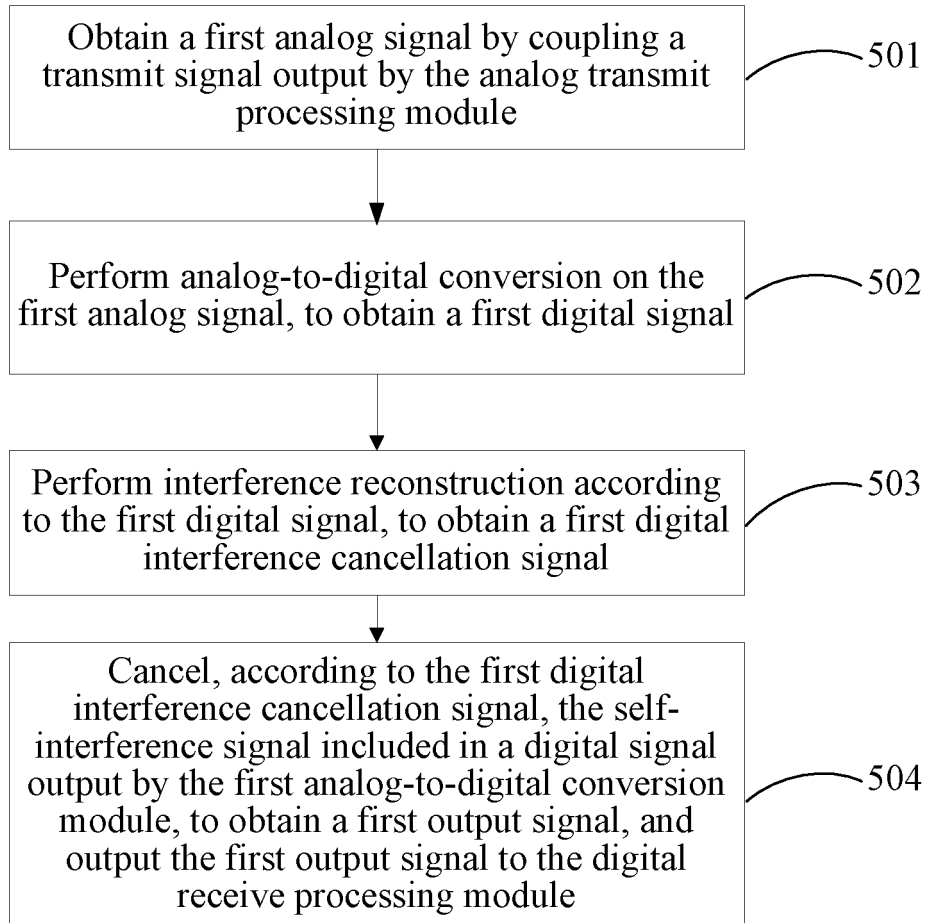 Obtain a first analog signal by coupling a
transmit signal output by the analog transmit
processing module
501
Perform analog-to-digital conversion on the
first analog signal, to obtain a first digital signal
502
Perform interference reconstruction according
to the first digital signal, to obtain a first digital
interference cancellation signal
503
Cancel, according to the first digital
interference cancellation signal, the self-
interference signal included in a digital signal
output by the first analog-to-digital conversion
module, to obtain a first output signal, and
output the first output signal to the digital
receive processing module
504